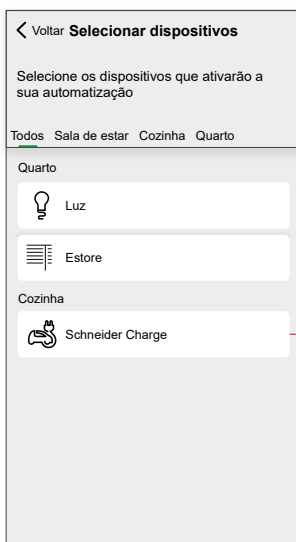 Voltar Selecionar dispositivos
Selecione os dispositivos que ativarão a
sua automatização
Todos Sala de estar Cozinha Quarto
Quarto
Luz
Estore
Cozinha
Schneider Charge